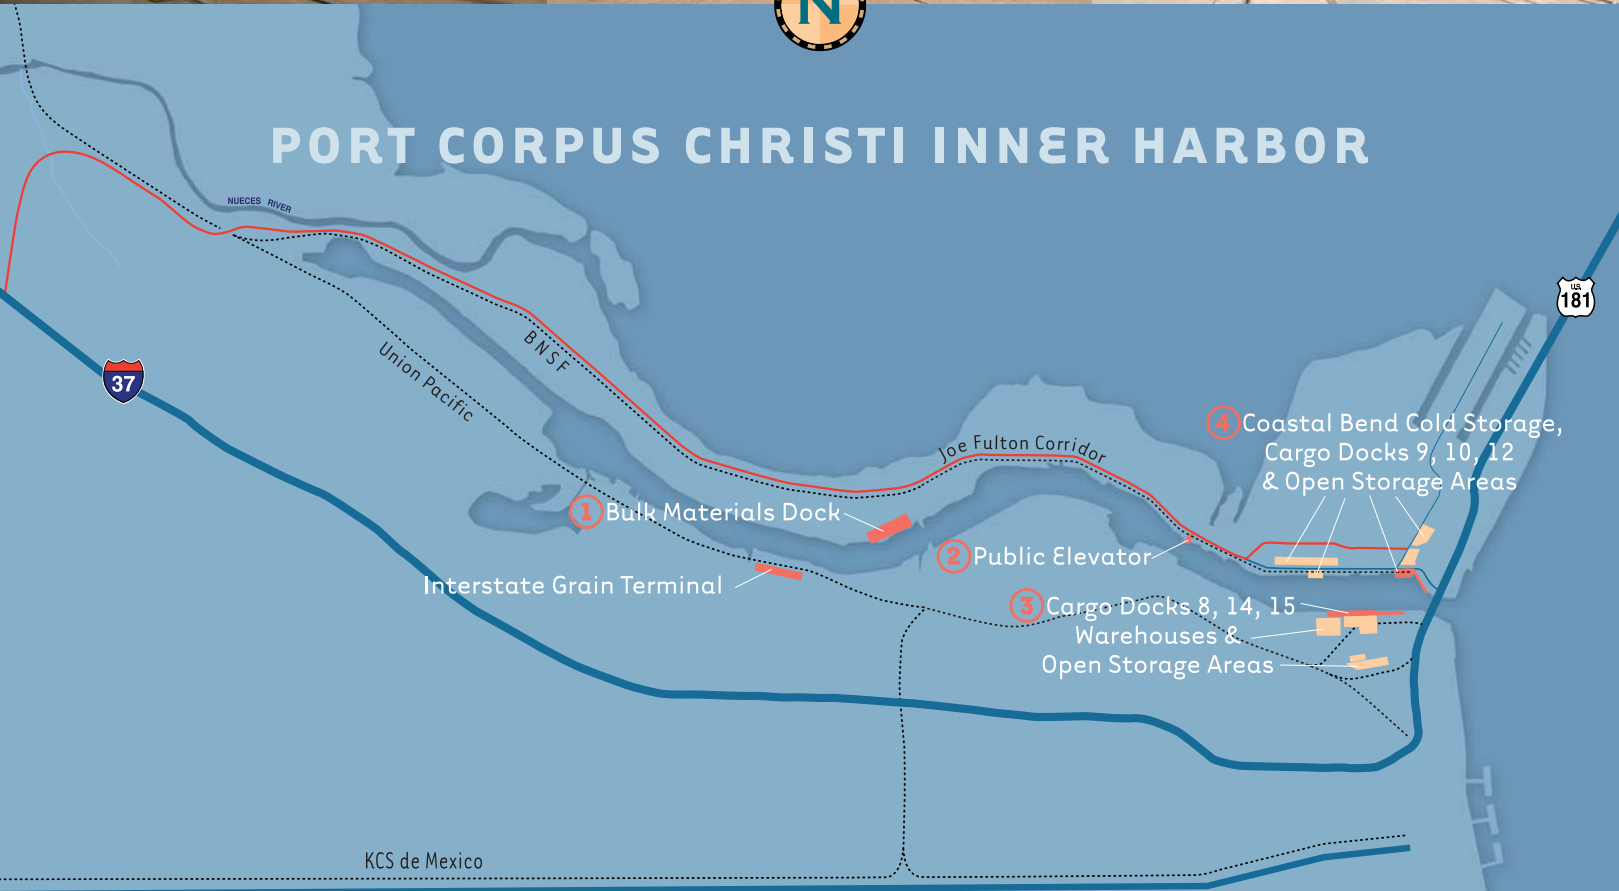 N
PORT CORPUS CHRISTI INNER HARBOR
NUECES RIVER
U.S.
181
BNSF
Union Pacific
37
4 Coastal Bend Cold Storage,
Cargo Docks 9, 10, 12
& Open Storage Areas
Joe Fulton Corridor
1 Bulk Materials Dock
2 Public Elevator
Interstate Grain Terminal
3 Cargo Docks 8, 14, 15
Warehouses &
Open Storage Areas
KCS de Mexico